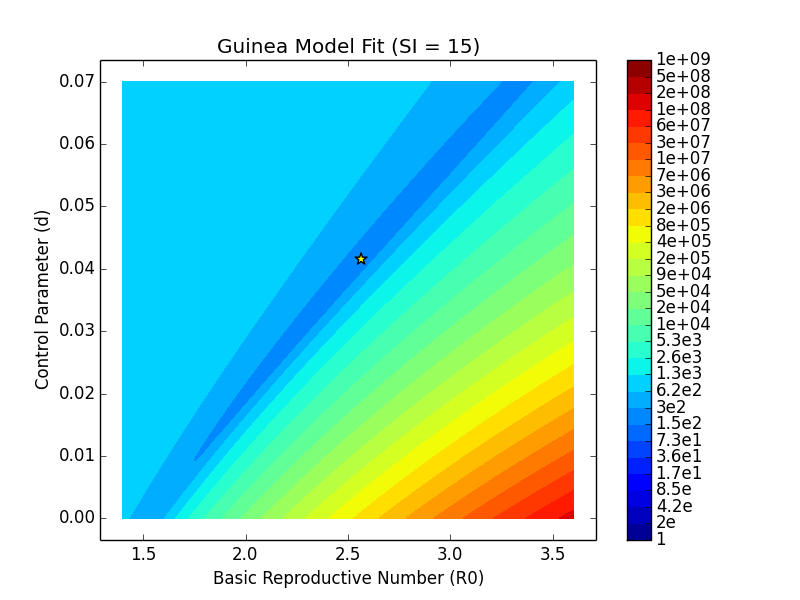 Guinea Model Fit (SI = 15)
0.07
0.06
0.05
0.04
0.03
0.02
0.01
0.00
Control Parameter (d)
1.5
2.0
2.5
3.0
3.5
Basic Reproductive Number (R0)
1e+09
5e+08
2e+08
1e+08
6e+07
3e+07
1e+07
7e+06
3e+06
2e+06
8e+05
4e+05
2e+05
9e+04
5e+04
2e+04
1e+04
5.3e3
2.6e3
1.3e3
6.2e2
3e2
1.5e2
7.3e1
3.6e1
1.7e1
8.5e
4.2e
2e
1